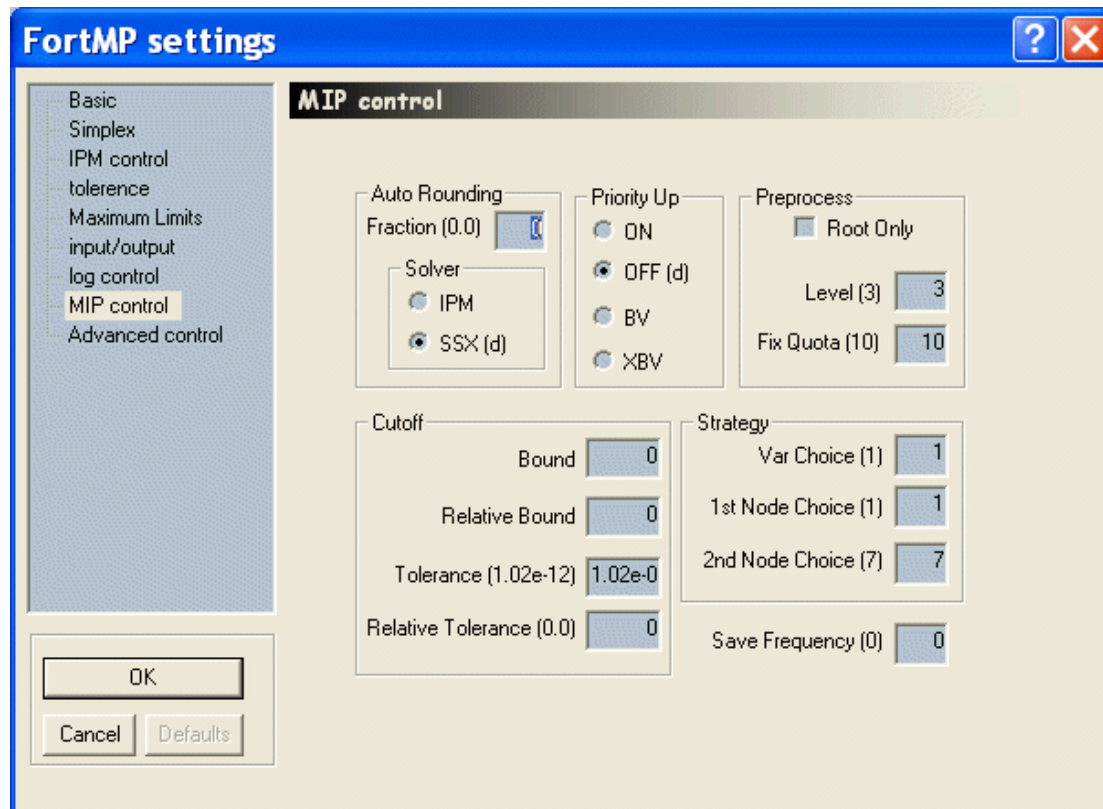 FortMP settings
Basic
Simplex
IPM control
tolerence
Maximum Limits
input/output
log control
MIP control
Advanced control
OK
Cancel
Defaults
MIP control
Auto Rounding
Fraction (0.0) 0
Solver
IPM
SSX (d)
Priority Up
ON
OFF (d)
BV
XBV
Preprocess
Root Only
Level (3) 3
Fix Quota (10) 10
Cutoff
Bound 0
Relative Bound 0
Tolerance (1.02e-12) 1.02e-0
Relative Tolerance (0.0) 0
Strategy
Var Choice (1) 1
1st Node Choice (1) 1
2nd Node Choice (7) 7
Save Frequency (0) 0